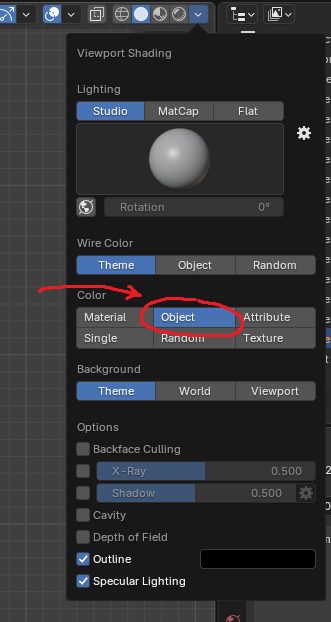 Viewport Shading
Lighting
Studio MatCap Flat
Rotation 0°
Wire Color
Theme Object Random
Color
Material Object Attribute
Single Random Texture
Background
Theme World Viewport
Options
Backface Culling
X-Ray 0.500
Shadow 0.500
Cavity
Depth of Field
Outline
Specular Lighting